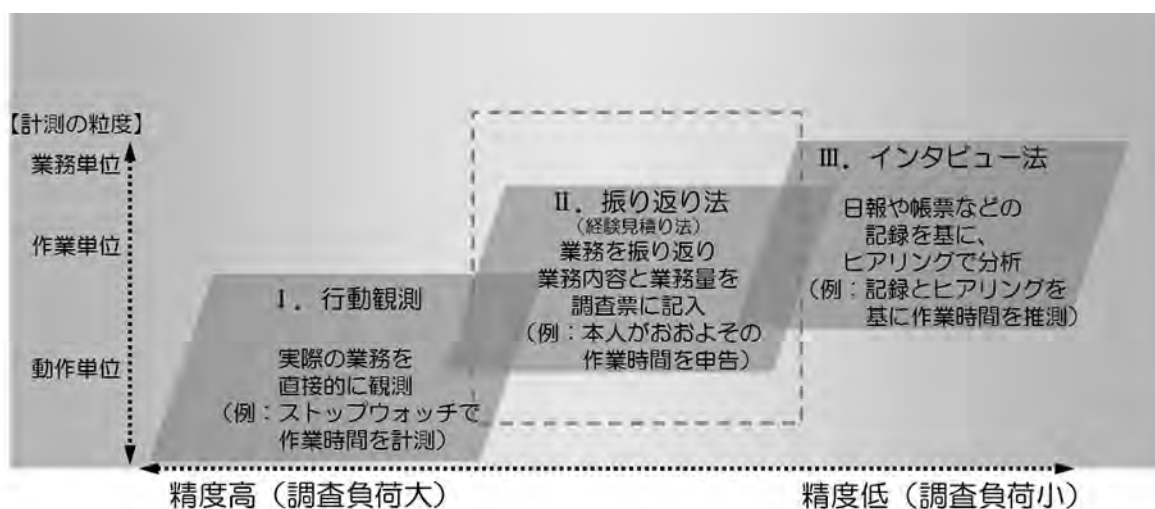 【計測の粒度】
業務単位
作業単位
動作単位
Ⅰ．行動観測
実際の業務を
直接的に観測
（例：ストップウォッチで
作業時間を計測）
Ⅱ．振り返り法
（経験見積り法）
業務を振り返り
業務内容と業務量を
調査票に記入
（例：本人がおおよその
作業時間を申告）
Ⅲ．インタビュー法
日報や帳票などの
記録を基に、
ヒアリングで分析
（例：記録とヒアリングを
基に作業時間を推測）
精度高（調査負荷大）
精度低（調査負荷小）